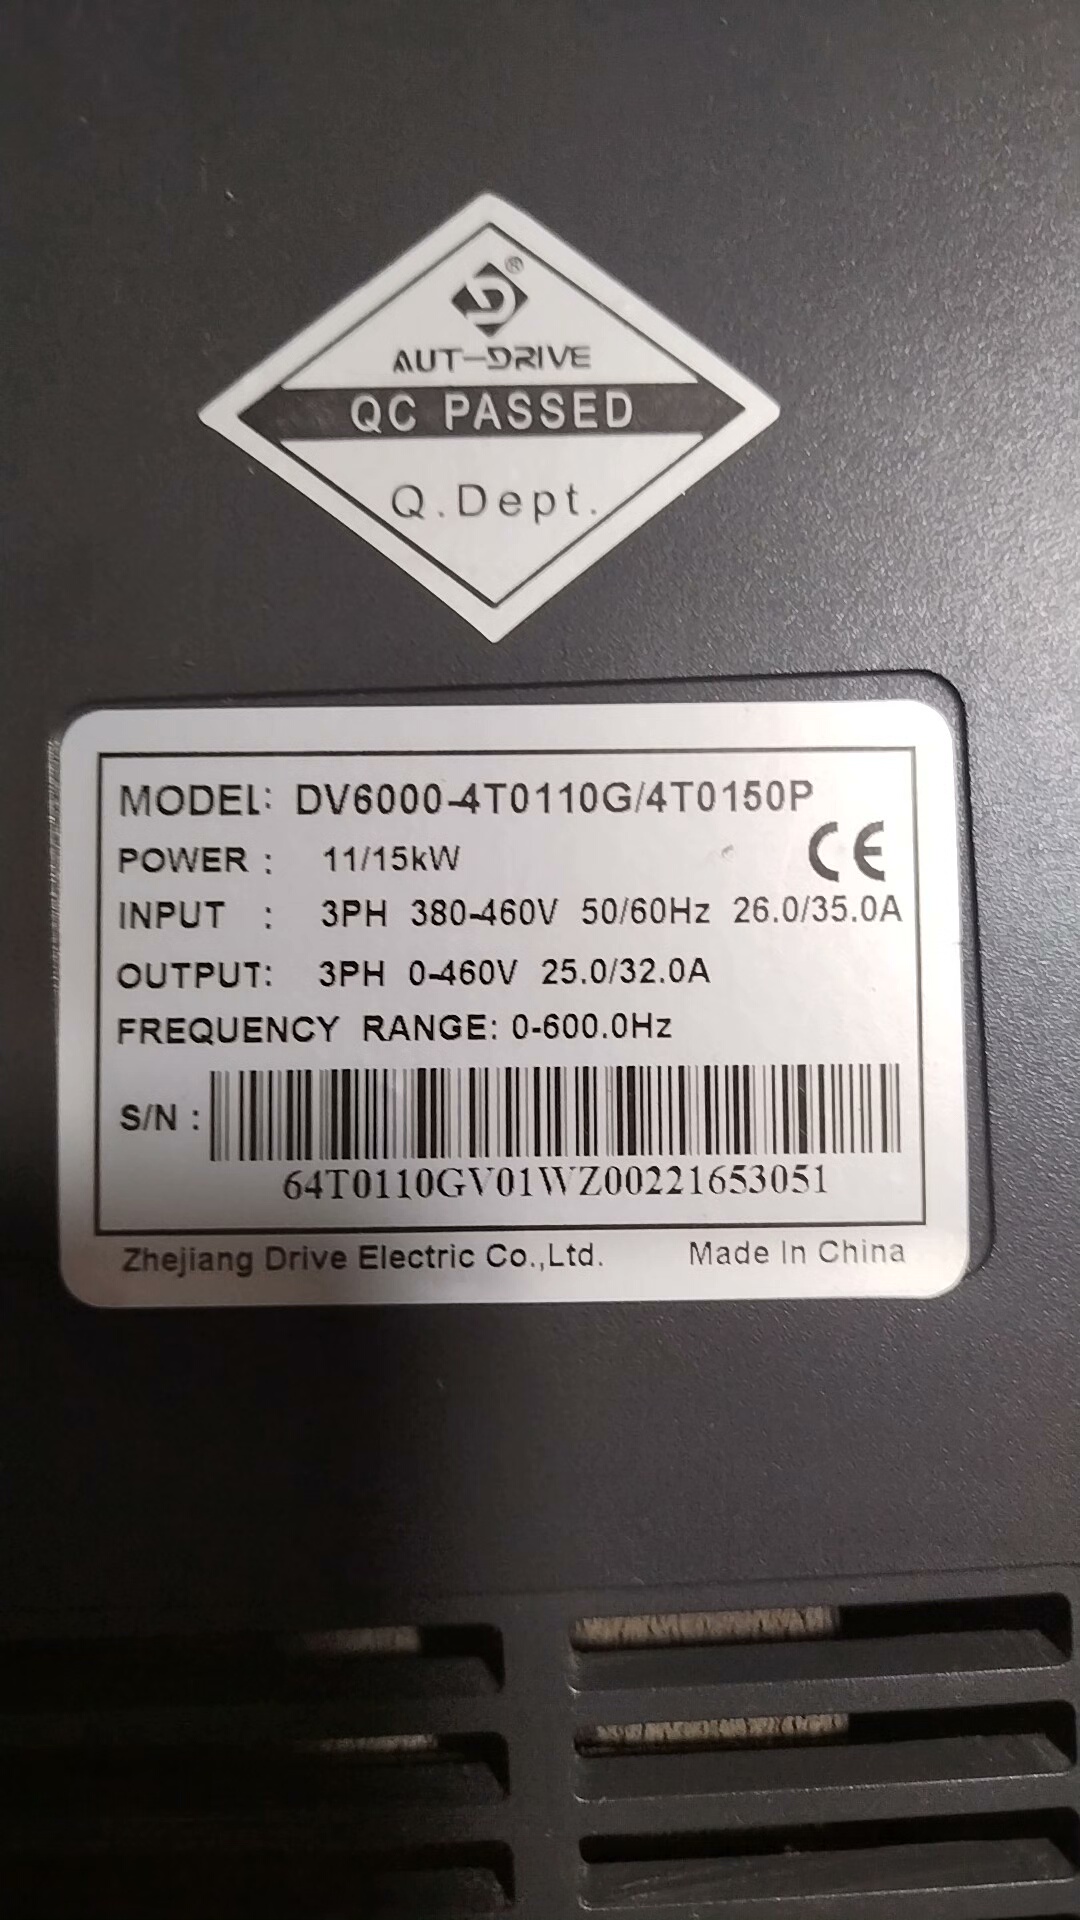 ®
AUT-DRIVE
QC PASSED
Q.Dept.
MODEL: DV6000-4T0110G/4T0150P
CE
POWER : 11/15kW
INPUT : 3PH 380-460V 50/60Hz 26.0/35.0A
OUTPUT: 3PH 0-460V 25.0/32.0A
FREQUENCY RANGE: 0-600.0Hz
S/N :
64T0110GV01WZ00221653051
Zhejiang Drive Electric Co.,Ltd. Made In China